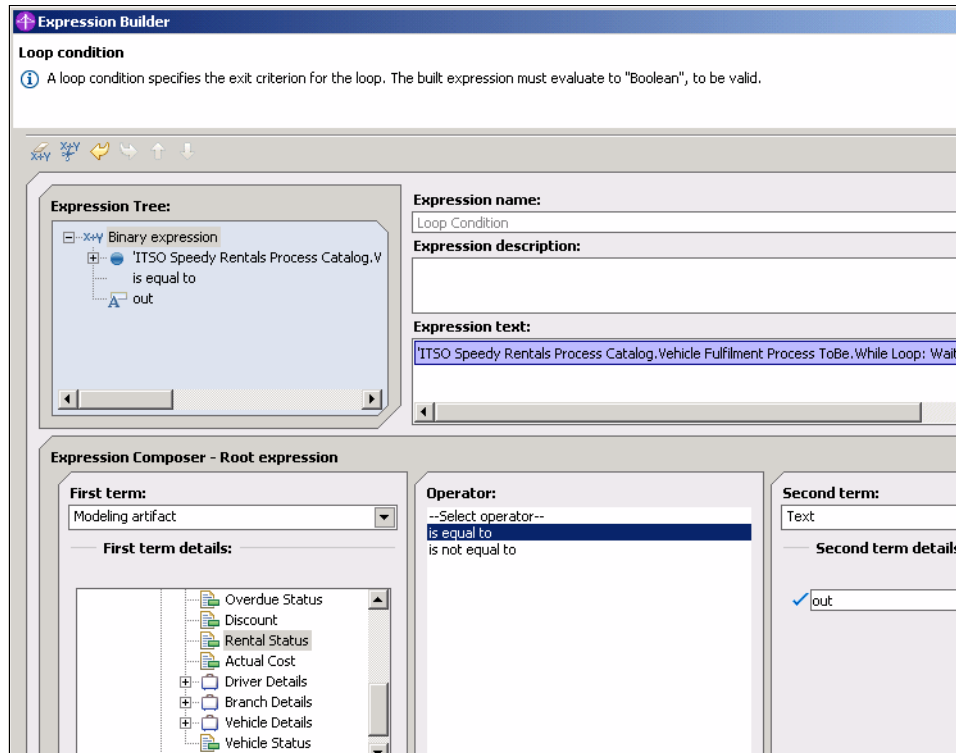 Expression Builder
Loop condition
A loop condition specifies the exit criterion for the loop. The built expression must evaluate to "Boolean", to be valid.
X+Y X+Y
Expression Tree:
X+Y Binary expression
'ITSO Speedy Rentals Process Catalog.V
is equal to
A out
Expression name:
Loop Condition
Expression description:
Expression text:
'ITSO Speedy Rentals Process Catalog.Vehicle Fulfilment Process ToBe.While Loop: Wait
Expression Composer - Root expression
First term:
Modeling artifact
First term details:
Overdue Status
Discount
Rental Status
Actual Cost
Driver Details
Branch Details
Vehicle Details
Vehicle Status
Operator:
--Select operator--
is equal to
is not equal to
Second term:
Text
Second term details
out